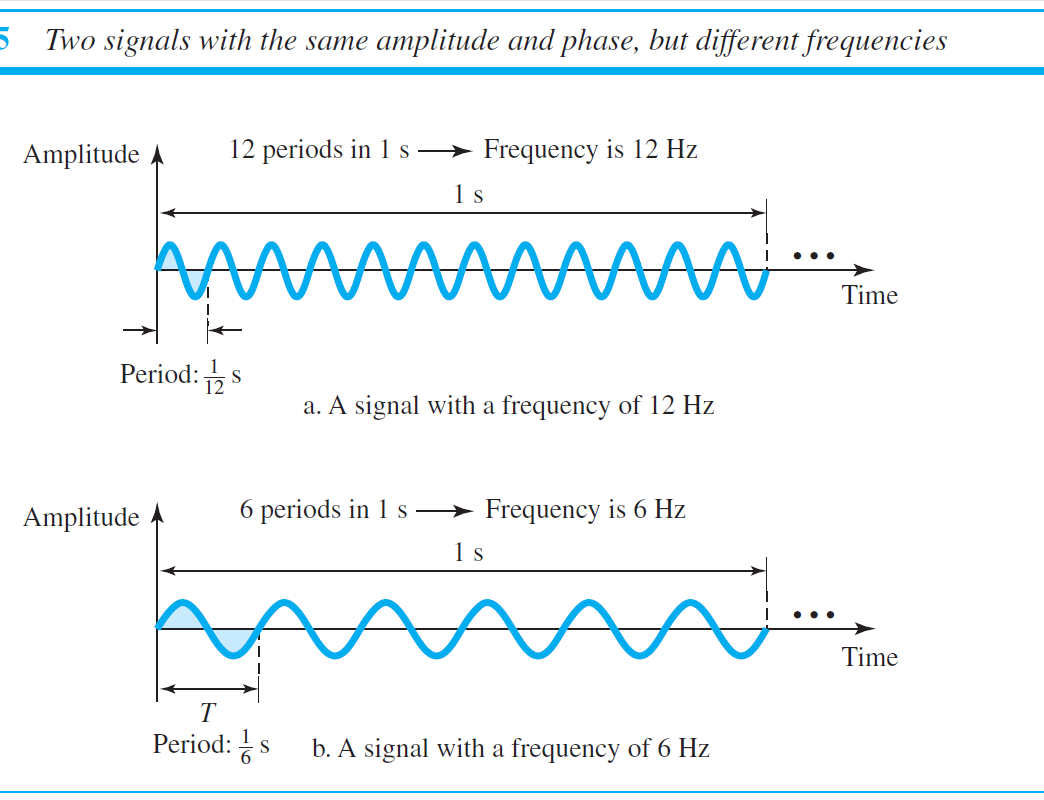 5 Two signals with the same amplitude and phase, but different frequencies
Amplitude
12 periods in 1 s → Frequency is 12 Hz
1 s
•••
Time
Period: 1/12 s
a. A signal with a frequency of 12 Hz
Amplitude
6 periods in 1 s → Frequency is 6 Hz
1 s
•••
Time
T
Period: 1/6 s
b. A signal with a frequency of 6 Hz